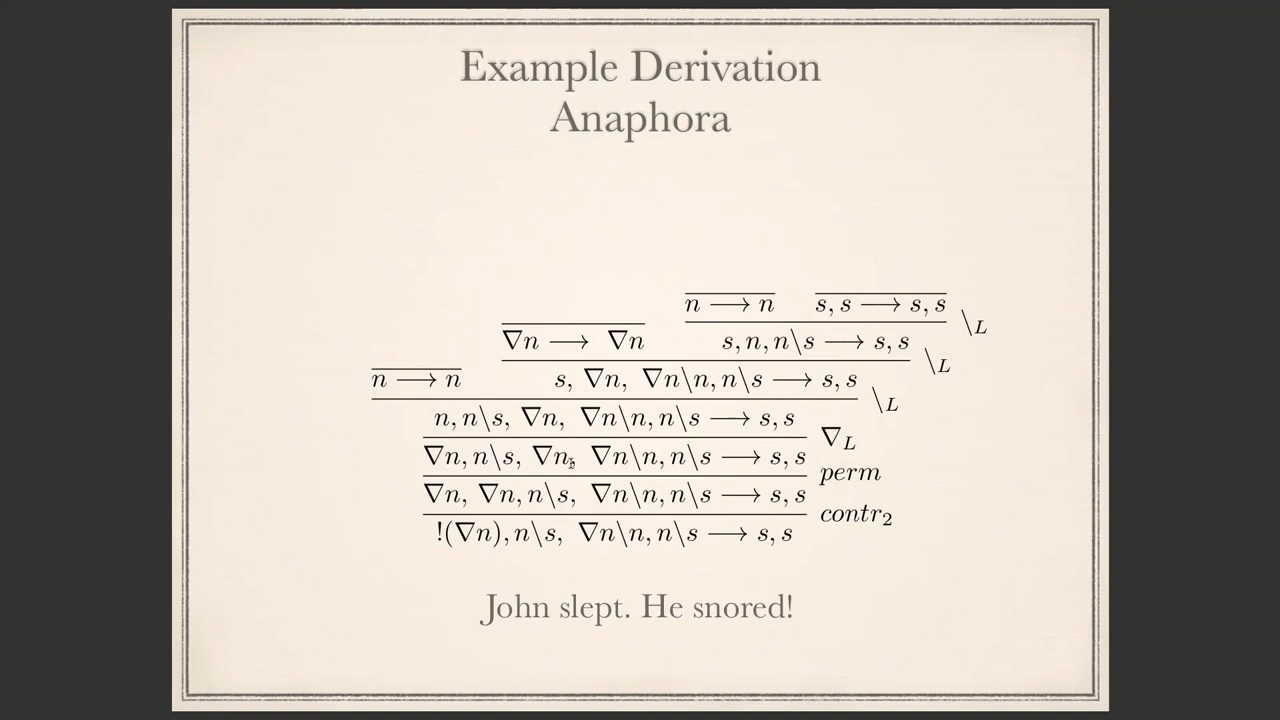 Example Derivation
Anaphora
n ⟶ n s, s ⟶ s, s
\L
∇n ⟶ ∇n s, n, n\s ⟶ s, s
\L
n ⟶ n s, ∇n, ∇n\n, n\s ⟶ s, s
\L
n, n\s, ∇n, ∇n\n, n\s ⟶ s, s
∇L
∇n, n\s, ∇n, ∇n\n, n\s ⟶ s, s
perm
∇n, ∇n, n\s, ∇n\n, n\s ⟶ s, s
contr2
!(∇n), n\s, ∇n\n, n\s ⟶ s, s
John slept. He snored!